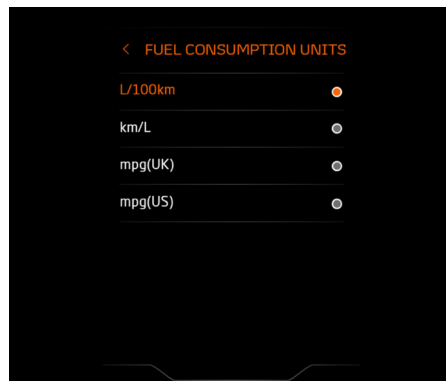 FUEL CONSUMPTION UNITS
L/100km
km/L
mpg(UK)
mpg(US)